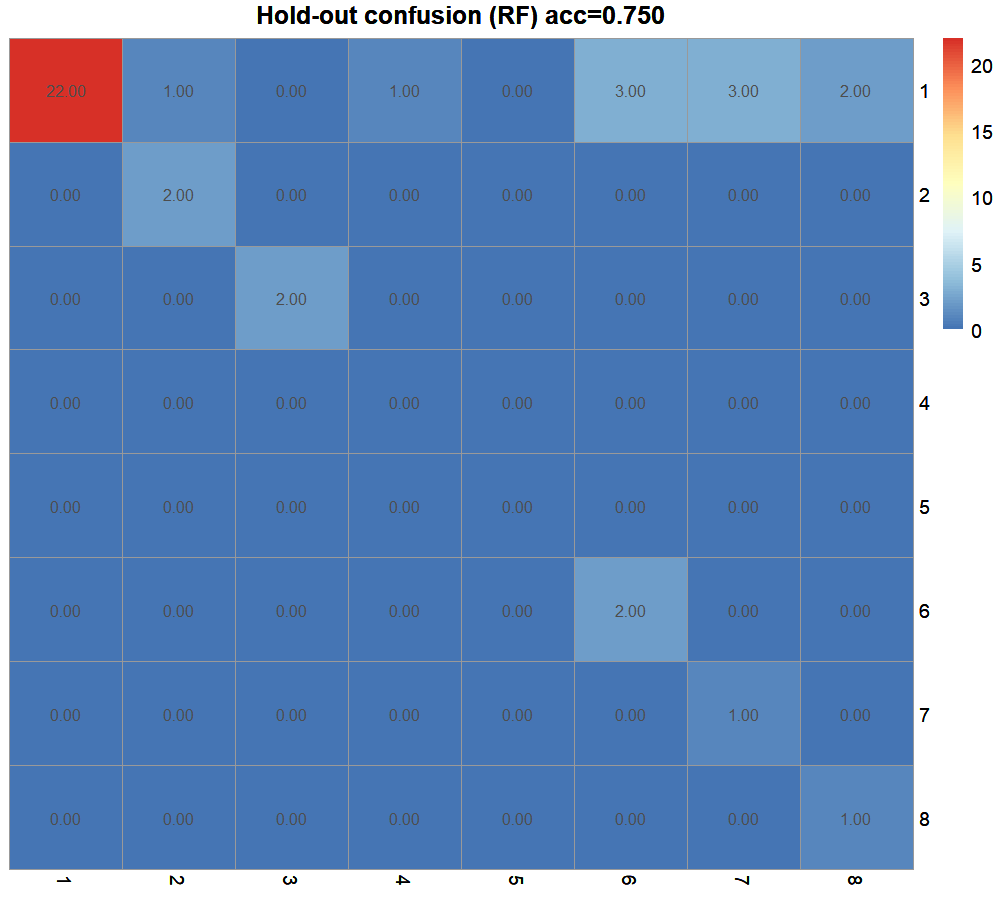 Hold-out confusion (RF) acc=0.750
22.00 1.00 0.00 1.00 0.00 3.00 3.00 2.00 1
0.00 2.00 0.00 0.00 0.00 0.00 0.00 0.00 2
0.00 0.00 2.00 0.00 0.00 0.00 0.00 0.00 3
0.00 0.00 0.00 0.00 0.00 0.00 0.00 0.00 4
0.00 0.00 0.00 0.00 0.00 0.00 0.00 0.00 5
0.00 0.00 0.00 0.00 0.00 2.00 0.00 0.00 6
0.00 0.00 0.00 0.00 0.00 0.00 1.00 0.00 7
0.00 0.00 0.00 0.00 0.00 0.00 0.00 1.00 8
1 2 3 4 5 6 7 8
20
15
10
5
0